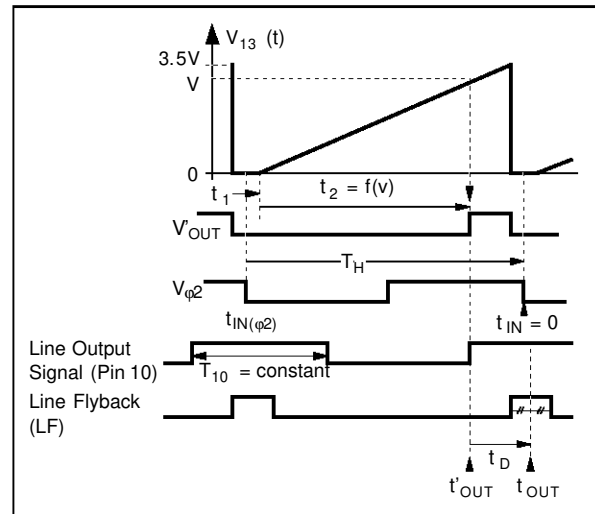 V13 (t)
3.5V
V
0
t1
t2 = f(v)
V'OUT
TH
Vφ2
tIN(φ2)
tIN = 0
Line Output
Signal (Pin 10)
T10 = constant
Line Flyback
(LF)
tD
t'OUT
tOUT